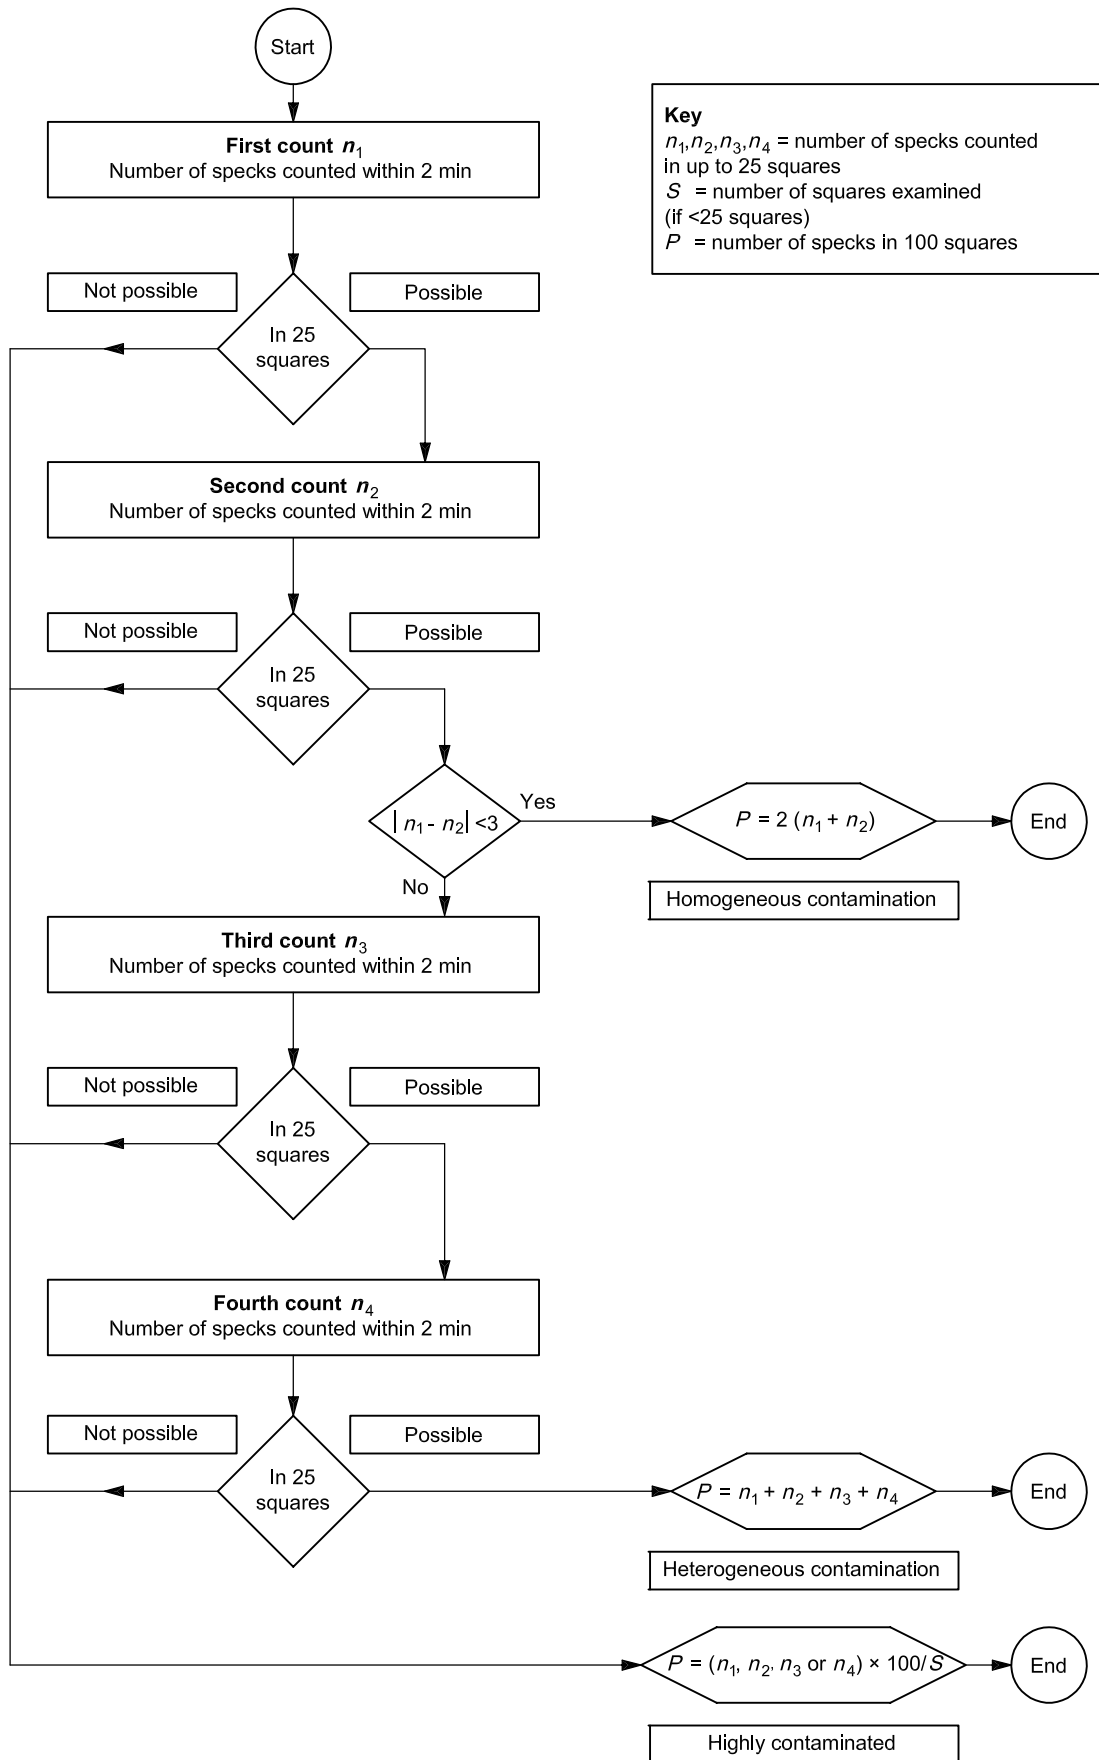 Start
First count n1
Number of specks counted within 2 min
Key
n1,n2,n3,n4 = number of specks counted
in up to 25 squares
S = number of squares examined
(if <25 squares)
P = number of specks in 100 squares
Not possible
Possible
In 25
squares
Second count n2
Number of specks counted within 2 min
Not possible
Possible
In 25
squares
| n1 - n2| <3
Yes
P = 2 (n1 + n2)
End
No
Homogeneous contamination
Third count n3
Number of specks counted within 2 min
Not possible
Possible
In 25
squares
Fourth count n4
Number of specks counted within 2 min
Not possible
Possible
In 25
squares
P = n1 + n2 + n3 + n4
End
Heterogeneous contamination
P = (n1, n2, n3 or n4) × 100/S
End
Highly contaminated